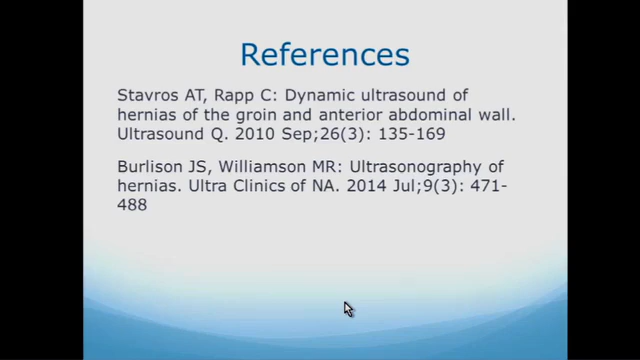 References
Stavros AT, Rapp C: Dynamic ultrasound of
hernias of the groin and anterior abdominal wall.
Ultrasound Q. 2010 Sep;26(3): 135-169
Burlison JS, Williamson MR: Ultrasonography of
hernias. Ultra Clinics of NA. 2014 Jul;9(3): 471-
488